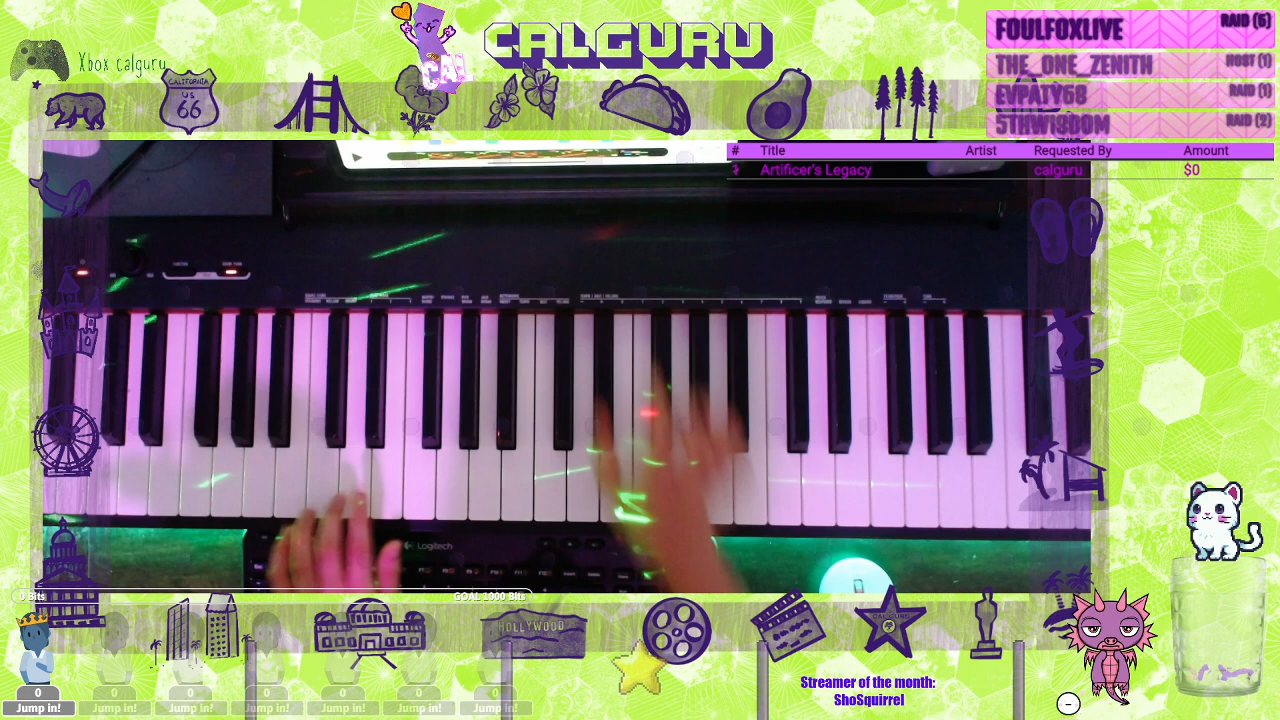 CALGURU
Xbox calguru
CAL
CALIFORNIA
US
66
FOULFOXLIVE RAID (6)
THE_ONE_ZENITH HOST (1)
EVPATY68 RAID (1)
5THWISDOM RAID (2)
# Title Artist Requested By Amount
Artificer's Legacy calguru $0
Logitech
0 Bits GOAL 1000 Bits
HOLLYWOOD
CALGURU
Streamer of the month:
ShoSquirrel
0 0 0 0 0 0 0
Jump in! Jump in! Jump in! Jump in! Jump in! Jump in! Jump in!